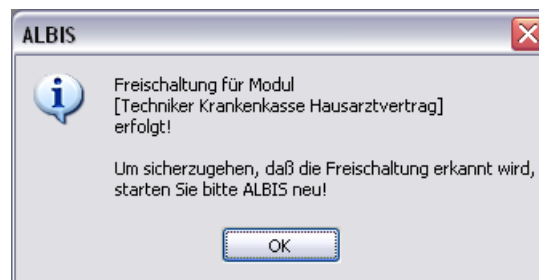 ALBIS
Freischaltung für Modul
[Techniker Krankenkasse Hausarztvertrag]
erfolgt!
Um sicherzugehen, daß die Freischaltung erkannt wird,
starten Sie bitte ALBIS neu!
OK